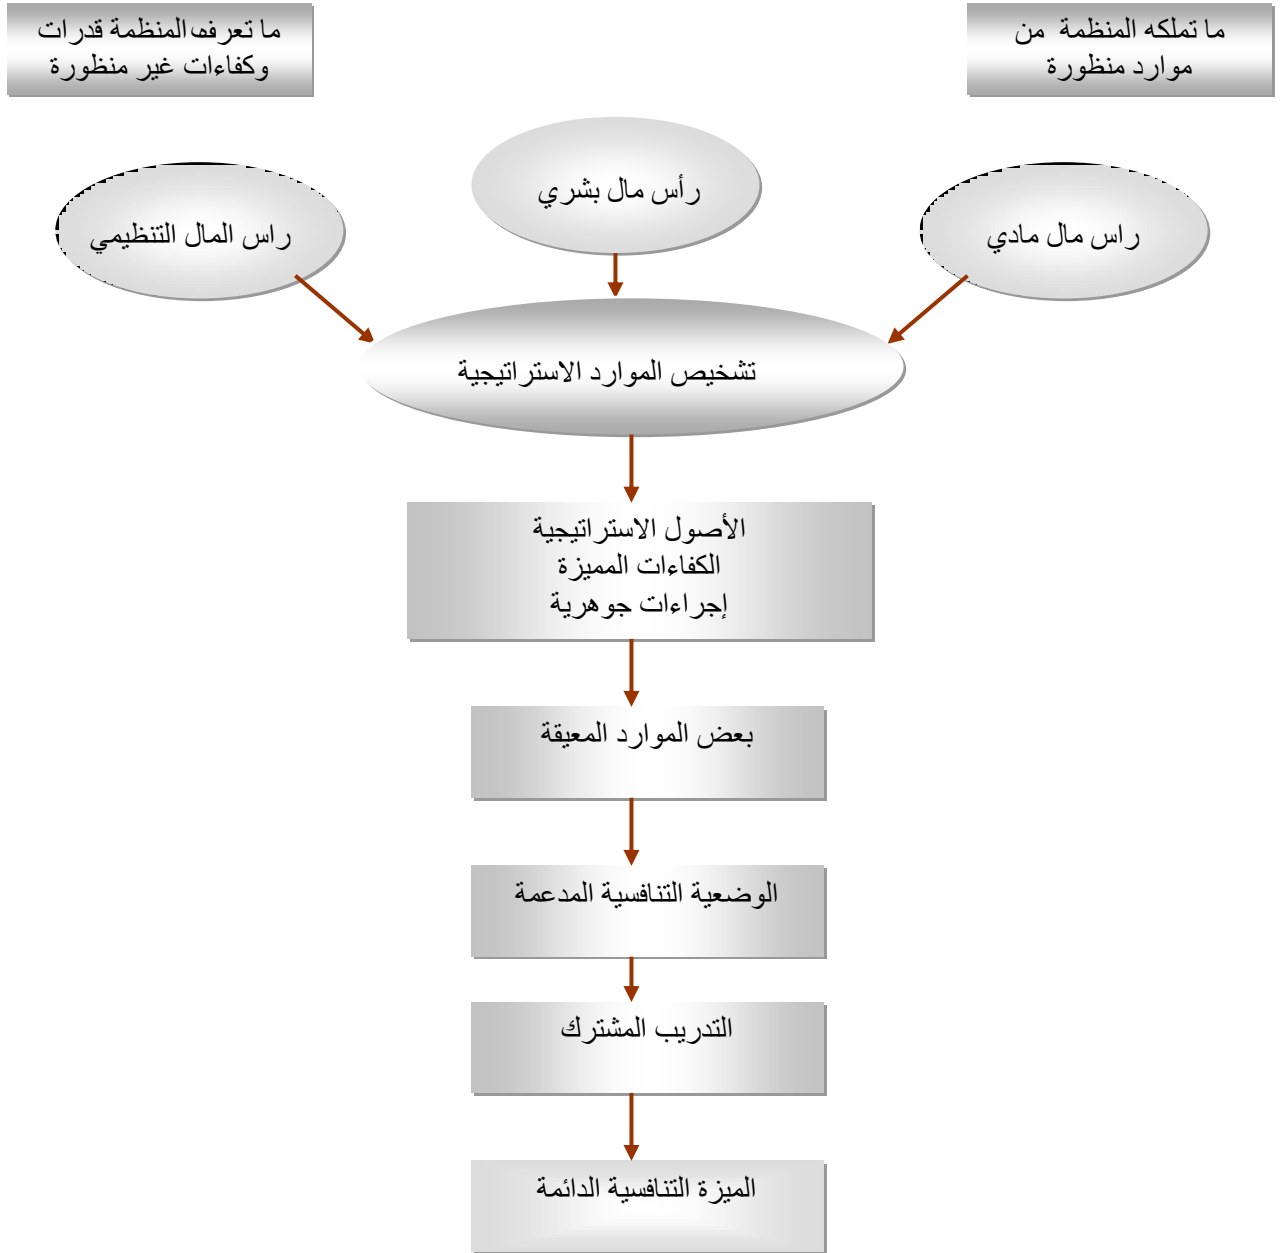 ما تملكه المنظمة من
موارد منظورة
ما تعرفه المنظمة قدرات
وكفاءات غير منظورة
راس مال مادي
رأس مال بشري
راس المال التنظيمي
تشخيص الموارد الاستراتيجية
الأصول الاستراتيجية
الكفاءات المميزة
إجراءات جوهرية
بعض الموارد المعيقة
الوضعية التنافسية المدعمة
التدريب المشترك
الميزة التنافسية الدائمة